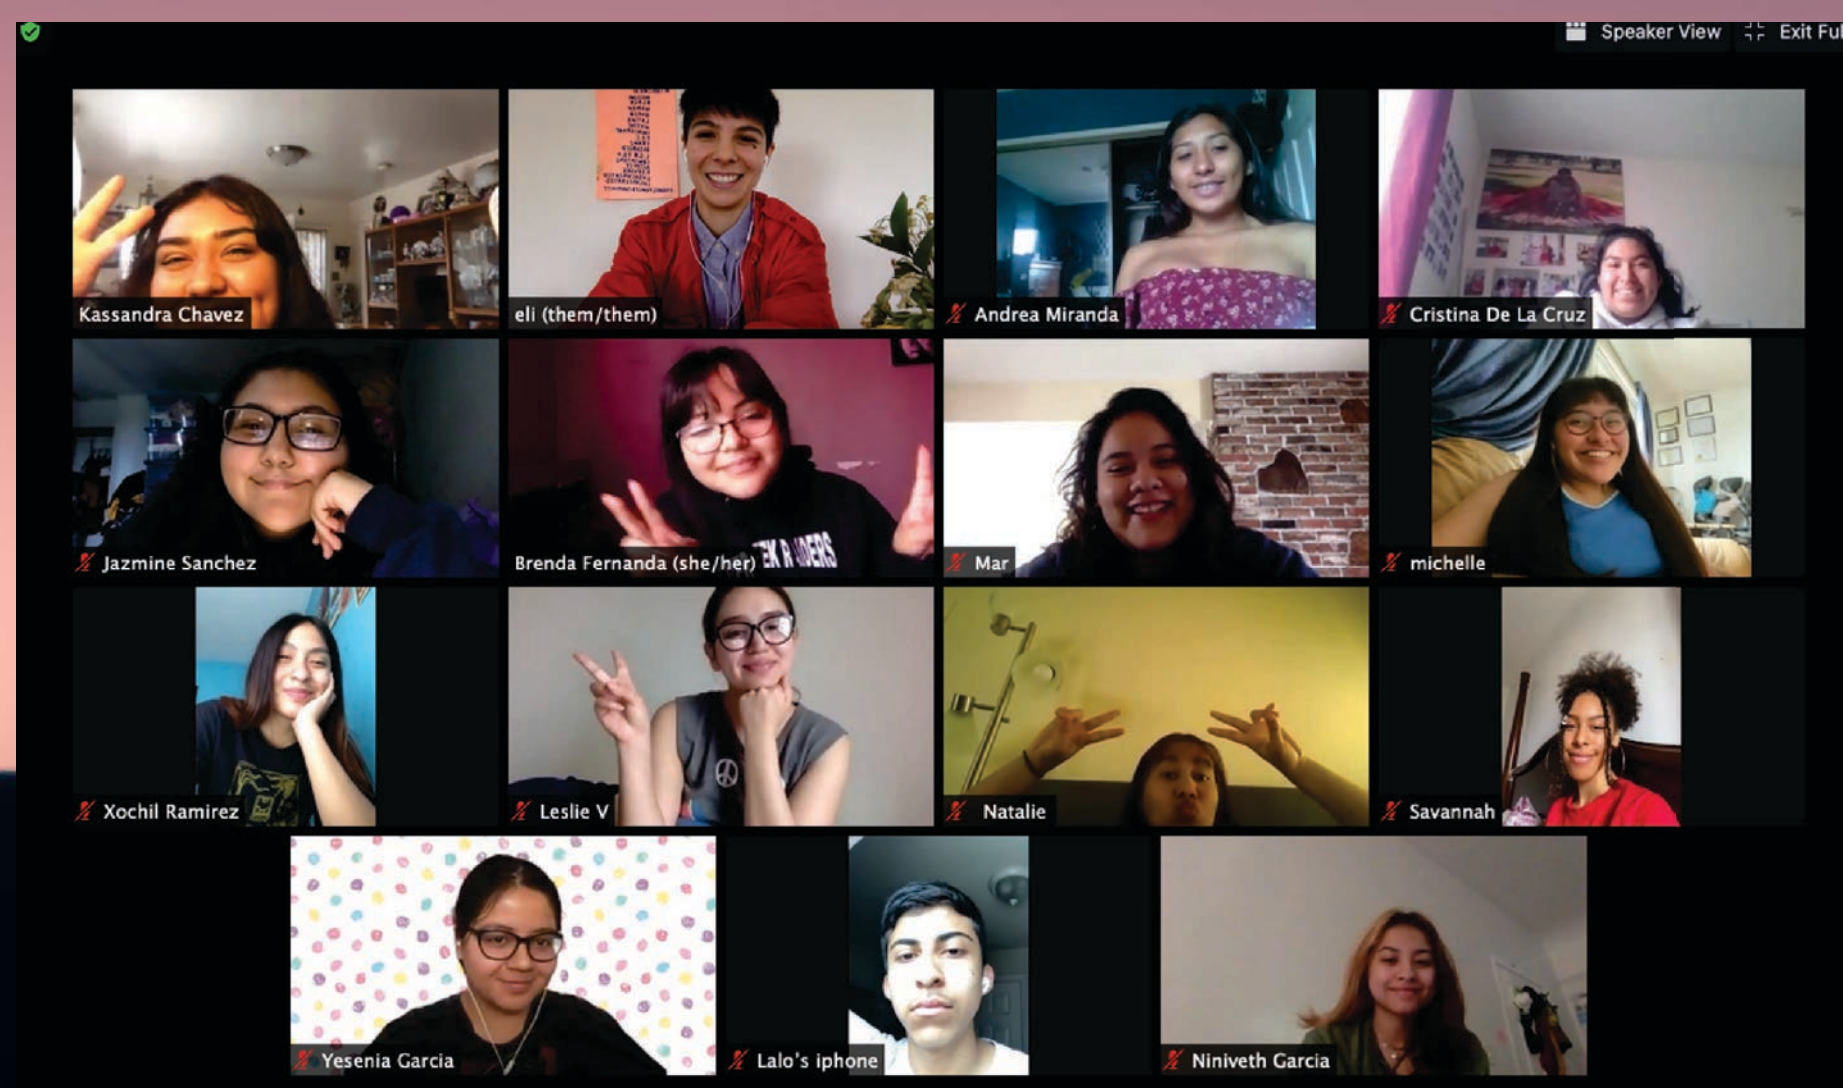 Speaker View
Exit Ful
Kassandra Chavez
eli (them/them)
Andrea Miranda
Cristina De La Cruz
Jazmine Sanchez
Brenda Fernanda (she/her)
Mar
michelle
Xochil Ramirez
Leslie V
Natalie
Savannah
Yesenia Garcia
Lalo's iphone
Niniveth Garcia